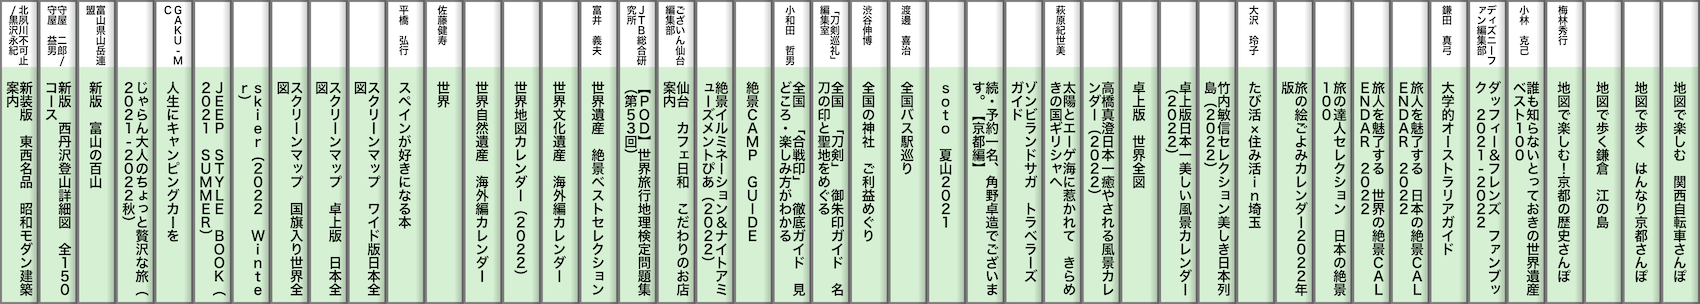 地図で楽しむ　関西自転車さんぽ
地図で歩く　はんなり京都さんぽ
地図で歩く鎌倉　江の島
梅林秀行
地図で楽しむ！京都の歴史さんぽ
小林　克己
誰も知らないとっておきの世界遺産
ベスト１００
ディズニーフ
ァン編集部
ダッフィー＆フレンズ　ファンブッ
ク　２０２１‐２０２２
鎌田　真弓
大学的オーストラリアガイド
旅人を魅了する　日本の絶景ＣＡＬ
ＥＮＤＡＲ　２０２２
旅人を魅了する　世界の絶景ＣＡＬ
ＥＮＤＡＲ　２０２２
旅の達人セレクション　日本の絶景
１００
旅の絵ごよみカレンダー２０２２年
版
大沢　玲子
たび活×住み活ｉｎ埼玉
竹内敏信セレクション美しき日本列
島（２０２２）
卓上版日本一美しい風景カレンダー
（２０２２）
卓上版　世界全図
高橋真澄日本一癒やされる風景カレ
ンダー（２０２２）
萩原紀世美
太陽とエーゲ海に惹かれて　きらめ
きの国ギリシャへ
ゾンビランドサガ　トラベラーズ
ガイド
続・予約一名、角野卓造でございま
す。【京都編】
ｓｏｔｏ　夏山２０２１
渡邊　喜治
全国バス駅巡り
渋谷伸博
全国の神社　ご利益めぐり
「刀剣巡礼」
編集室
全国　「刀剣」　御朱印ガイド　名
刀の印と聖地をめぐる
小和田　哲男
全国　「合戦印」　徹底ガイド　見
どころ・楽しみ方がわかる
絶景ＣＡＭＰ　ＧＵＩＤＥ
絶景イルミネーション＆ナイトアミ
ューズメントぴあ（２０２２）
ございん仙台
編集部
仙台　カフェ日和　こだわりのお店
案内
ＪＴＢ総合研
究所
【ＰＯＤ】世界旅行地理検定問題集
（第５３回）
富井　義夫
世界遺産　絶景ベストセレクション
世界文化遺産　海外編カレンダー
世界地図カレンダー（２０２２）
世界自然遺産　海外編カレンダー
佐藤健寿
世界
平橋　弘行
スペインが好きになる本
スクリーンマップ　ワイド版日本全
図
スクリーンマップ　卓上版　日本全
図
スクリーンマップ　国旗入り世界全
図
ｓｋｉｅｒ（２０２２　Ｗｉｎｔｅ
ｒ）
ＪＥＥＰ　ＳＴＹＬＥ　ＢＯＯＫ（
２０２１　ＳＵＭＭＥＲ）
ＧＡＫＵ‐Ｍ
Ｃ
人生にキャンピングカーを
じゃらん大人のちょっと贅沢な旅（
２０２１‐２０２２秋）
富山県山岳連
盟
新版　富山の百山
守屋　二郎/
守屋　益男
新版　西丹沢登山詳細図　全１５０
コース
北夙川不可止
/黒沢永紀
新装版　東西名品　昭和モダン建築
案内